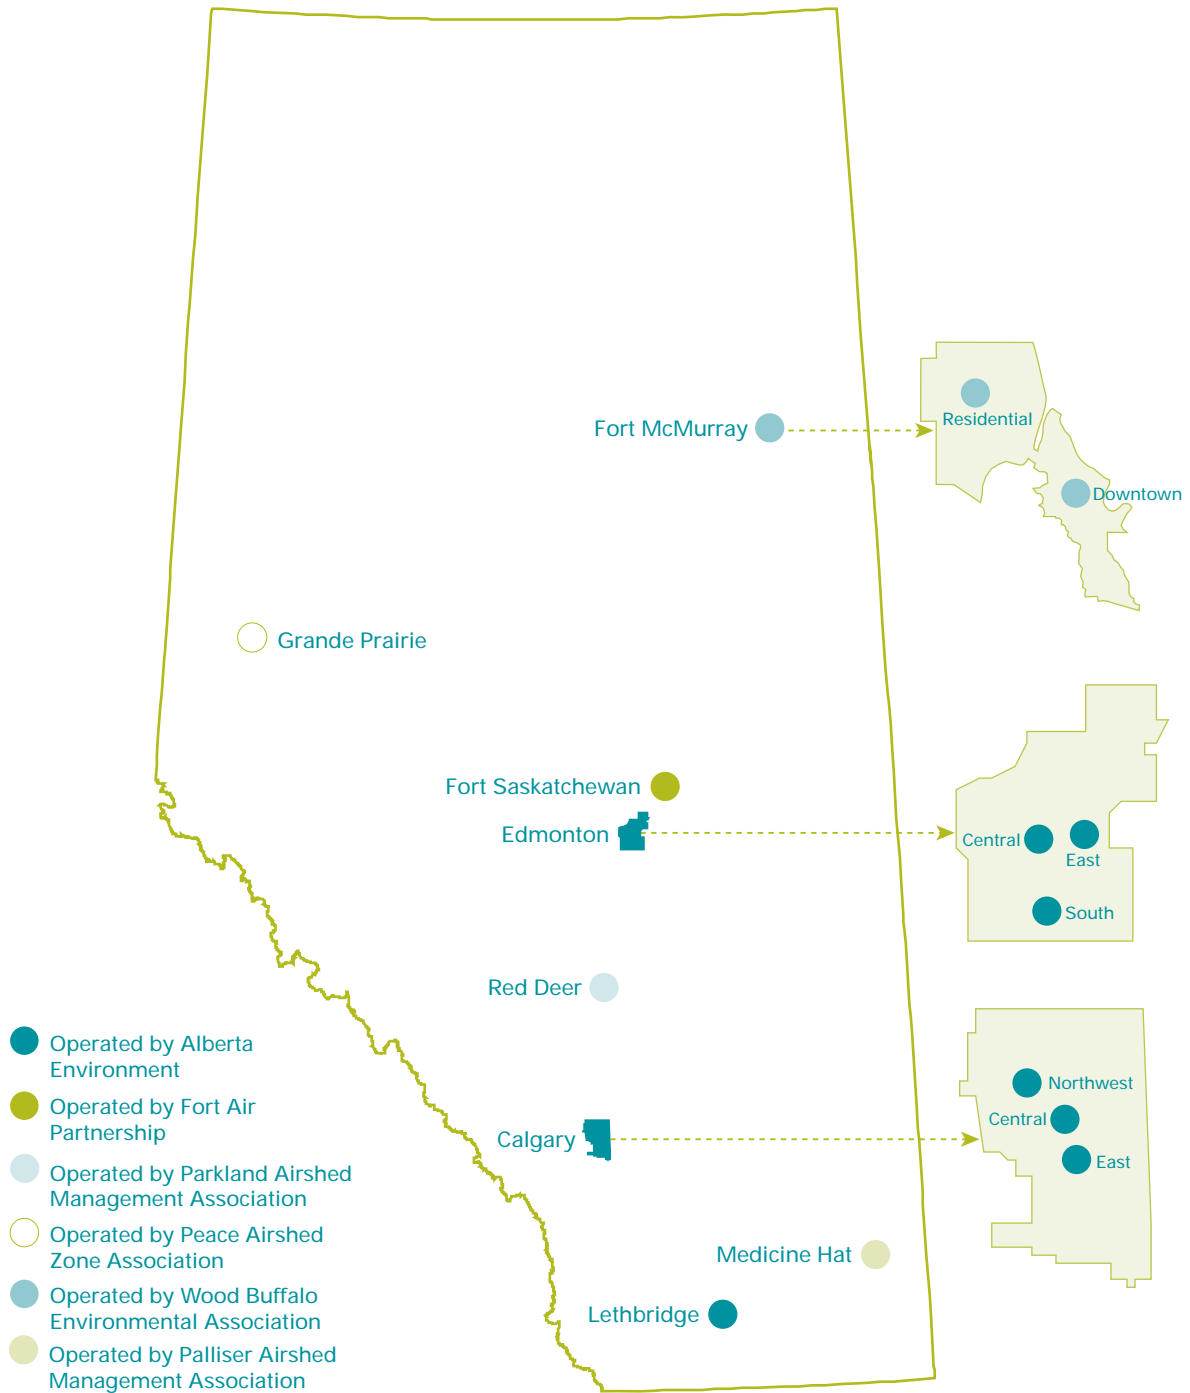 Fort McMurray
Residential
Downtown
Grande Prairie
Fort Saskatchewan
Edmonton
Central
East
South
Red Deer
Calgary
Northwest
Central
East
Medicine Hat
Lethbridge
Operated by Alberta
Environment
Operated by Fort Air
Partnership
Operated by Parkland Airshed
Management Association
Operated by Peace Airshed
Zone Association
Operated by Wood Buffalo
Environmental Association
Operated by Palliser Airshed
Management Association